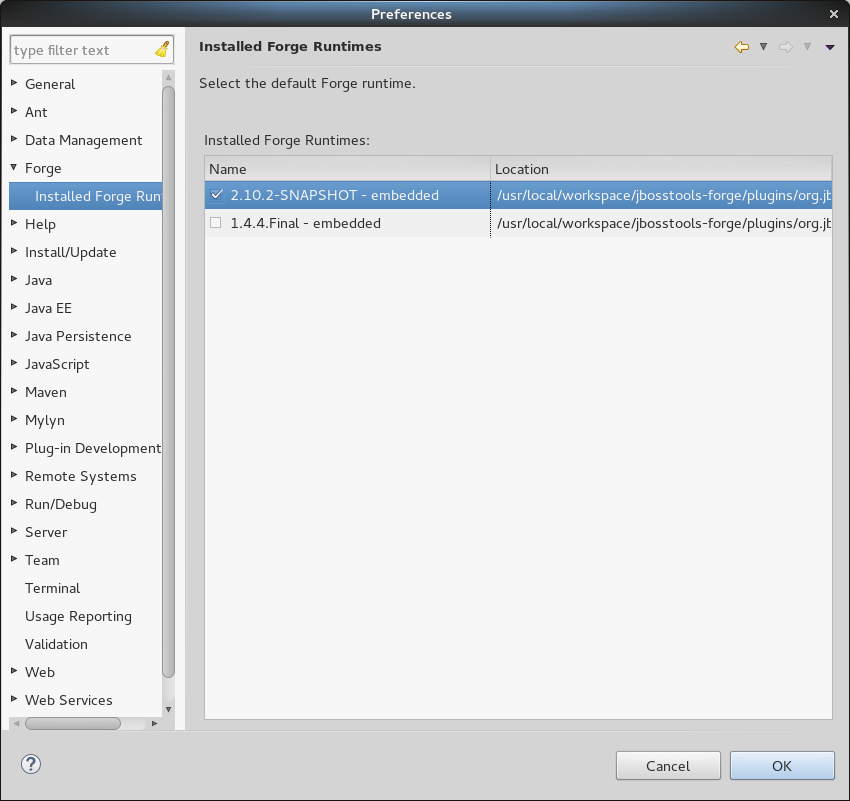 Preferences
type filter text
General
Ant
Data Management
Forge
Installed Forge Run
Help
Install/Update
Java
Java EE
Java Persistence
JavaScript
Maven
Mylyn
Plug-in Development
Remote Systems
Run/Debug
Server
Team
Terminal
Usage Reporting
Validation
Web
Web Services
Installed Forge Runtimes
Select the default Forge runtime.
Installed Forge Runtimes:
Name Location
2.10.2-SNAPSHOT - embedded /usr/local/workspace/jbosstools-forge/plugins/org.jb
1.4.4.Final - embedded /usr/local/workspace/jbosstools-forge/plugins/org.jb
?
Cancel OK